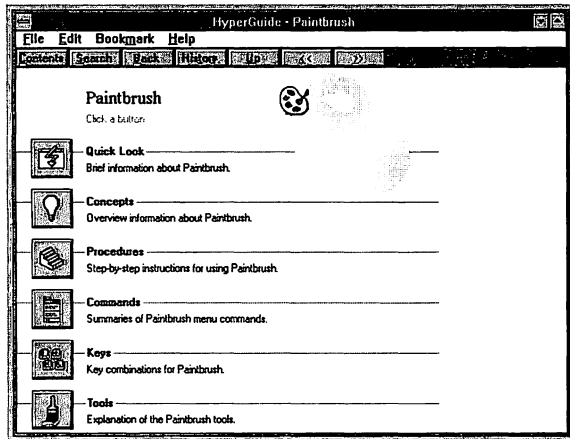 HyperGuide - Paintbrush
File Edit Bookmark Help
Contents Search Back History Up << >>
Paintbrush
Click a button
Quick Look
Brief information about Paintbrush.
Concepts
Overview information about Paintbrush.
Procedures
Step-by-step instructions for using Paintbrush.
Commands
Summaries of Paintbrush menu commands.
Keys
Key combinations for Paintbrush.
Tools
Explanation of the Paintbrush tools.